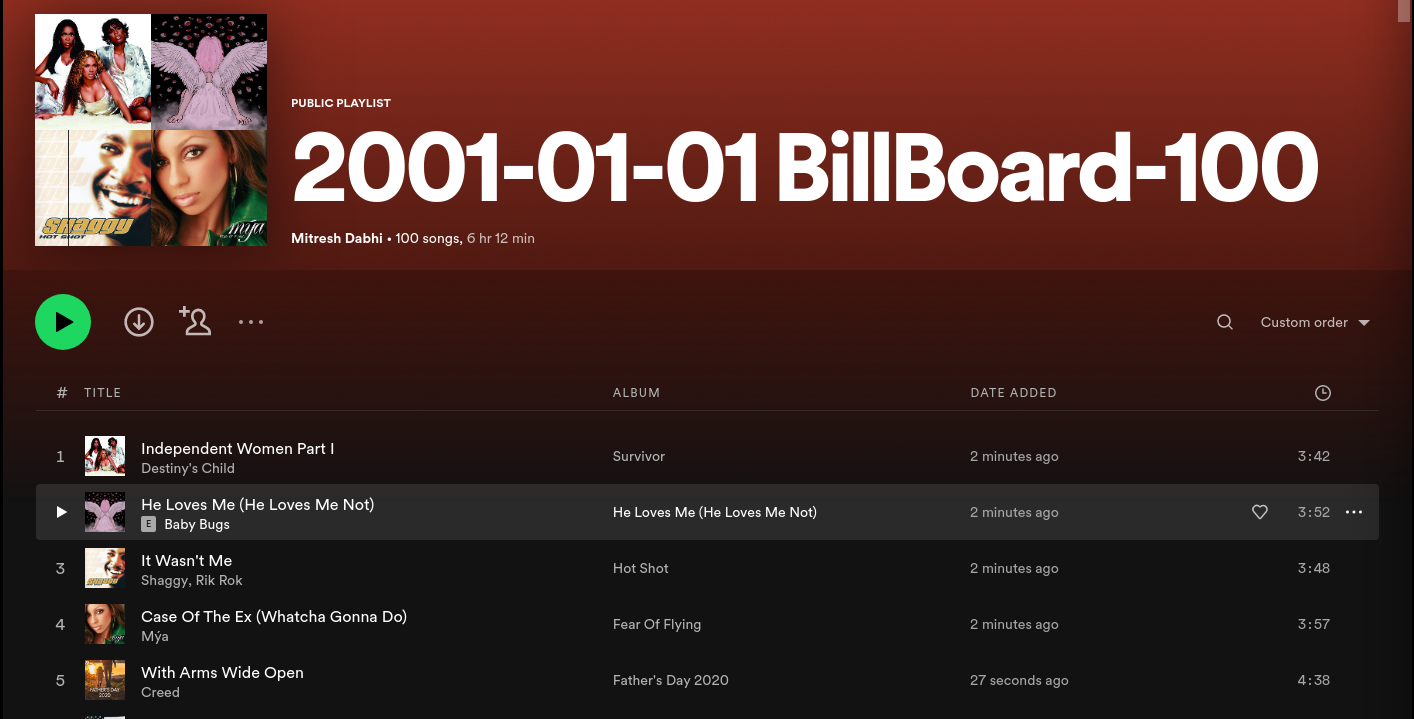 PUBLIC PLAYLIST
2001-01-01 BillBoard-100
Mitresh Dabhi • 100 songs, 6 hr 12 min
Custom order
# TITLE ALBUM DATE ADDED
1 Independent Women Part I Survivor 2 minutes ago 3:42
Destiny's Child
He Loves Me (He Loves Me Not) He Loves Me (He Loves Me Not) 2 minutes ago 3:52
E Baby Bugs
3 It Wasn't Me Hot Shot 2 minutes ago 3:48
Shaggy, Rik Rok
4 Case Of The Ex (Whatcha Gonna Do) Fear Of Flying 2 minutes ago 3:57
Mýa
5 With Arms Wide Open Father's Day 2020 27 seconds ago 4:38
Creed
Shaggy
HOT SHOT
mýa
FATHER'S DAY
2020